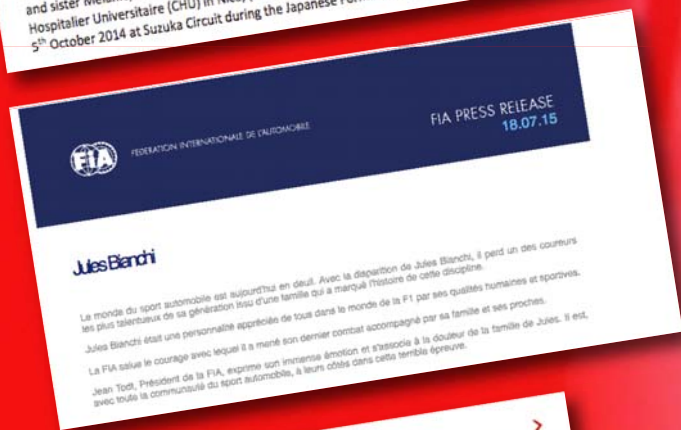 and sister
Hospitalier Universitaire (CHU) in Nice,
5th October 2014 at Suzuka Circuit during the Japanese
FIA
FEDERATION INTERNATIONALE DE L'AUTOMOBILE
FIA PRESS RELEASE
18.07.15
Jules Bianchi
Le monde du sport automobile est aujourd'hui en deuil. Avec la disparition de Jules Bianchi, il perd un des coureurs
les plus talentueux de sa génération issu d'une famille qui a marqué l'histoire de cette discipline.
Jules Bianchi était une personnalité appréciée de tous dans le monde de la F1 par ses qualités humaines et sportives.
La FIA salue le courage avec lequel il a mené son dernier combat accompagné par sa famille et ses proches.
Jean Todt, Président de la FIA, exprime son immense émotion et s'associe à la douleur de la famille de Jules. Il est,
avec toute la communauté du sport automobile, à leurs côtés dans cette terrible épreuve.